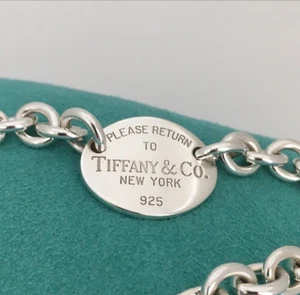 PLEASE RETURN
TO
TIFFANY & CO.
NEW YORK
925